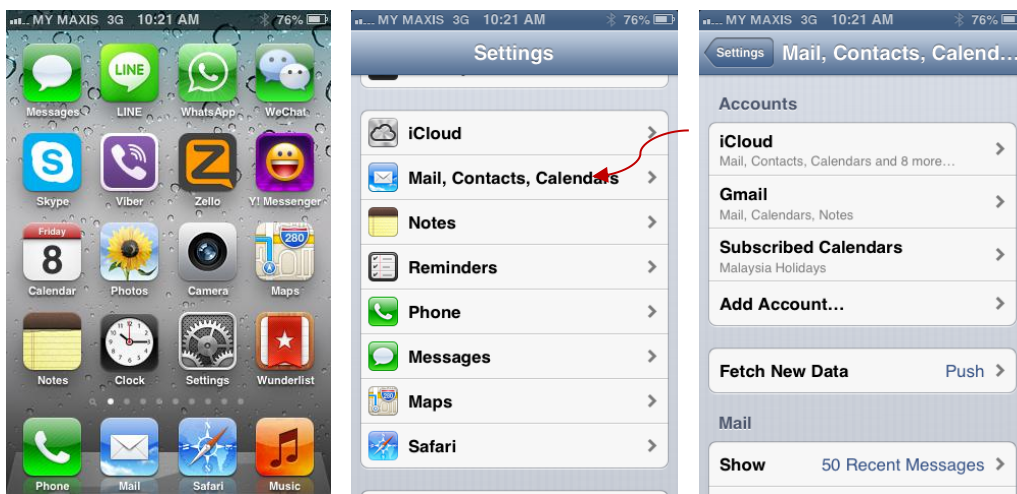 MY MAXIS 3G 10:21 AM 76%
Messages LINE WhatsApp WeChat
LINE
Skype Viber Zello Y! Messenger
Friday
8
280
Calendar Photos Camera Maps
Notes Clock Settings Wunderlist
Phone Mail Safari Music
MY MAXIS 3G 10:21 AM 76%
Settings
iCloud
Mail, Contacts, Calendars
Notes
Reminders
Phone
Messages
Maps
Safari
MY MAXIS 3G 10:21 AM 76%
Settings Mail, Contacts, Calend...
Accounts
iCloud
Mail, Contacts, Calendars and 8 more...
Gmail
Mail, Calendars, Notes
Subscribed Calendars
Malaysia Holidays
Add Account...
Fetch New Data Push
Mail
Show 50 Recent Messages